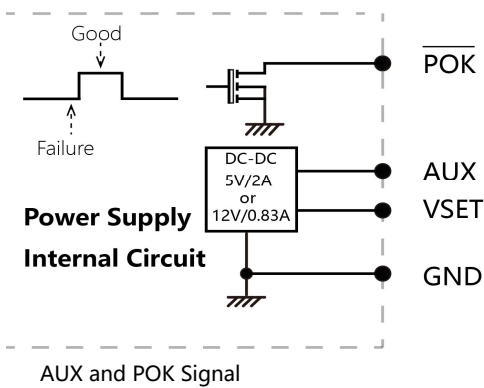 Good
Failure
POK
DC-DC
5V/2A
or
12V/0.83A
AUX
VSET
Power Supply
Internal Circuit
GND
AUX and POK Signal